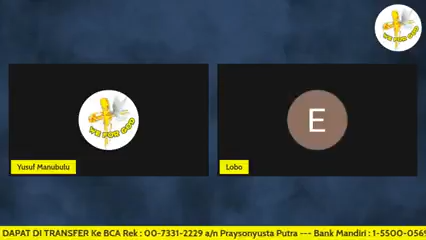 WE FOR GOD
WE FOR GOD
E
Yusuf Manubulu
Lobo
DAPAT DI TRANSFER Ke BCA Rek : 00-7331-2229 a/n Praysonyusta Putra --- Bank Mandiri : 1-5500-0569